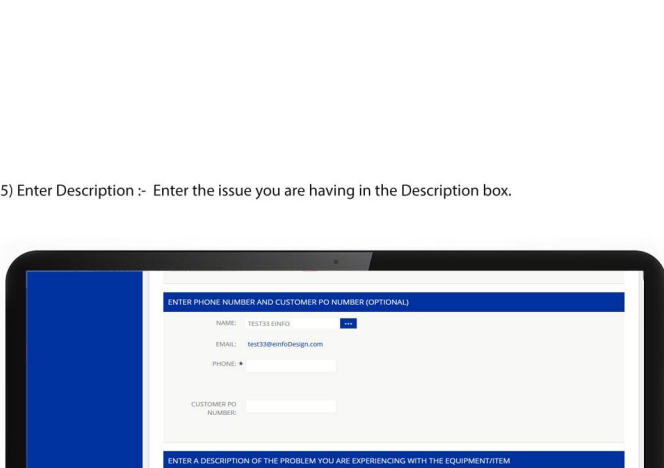 5) Enter Description :- Enter the issue you are having in the Description box.
ENTER PHONE NUMBER AND CUSTOMER PO NUMBER (OPTIONAL)
NAME: TEST33 EINFO ...
EMAIL: test33@einfoDesign.com
PHONE: *
CUSTOMER PO
NUMBER:
ENTER A DESCRIPTION OF THE PROBLEM YOU ARE EXPERIENCING WITH THE EQUIPMENT/ITEM